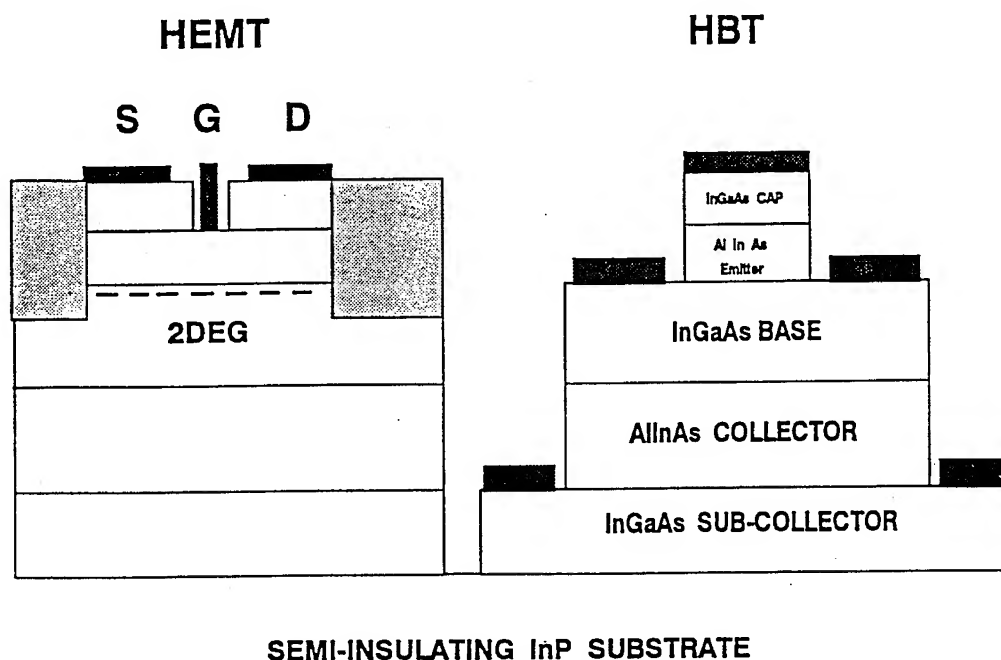 HEMT
HBT
S G D
InGaAs CAP
Al In As
Emitter
2DEG
InGaAs BASE
AlInAs COLLECTOR
InGaAs SUB-COLLECTOR
SEMI-INSULATING InP SUBSTRATE